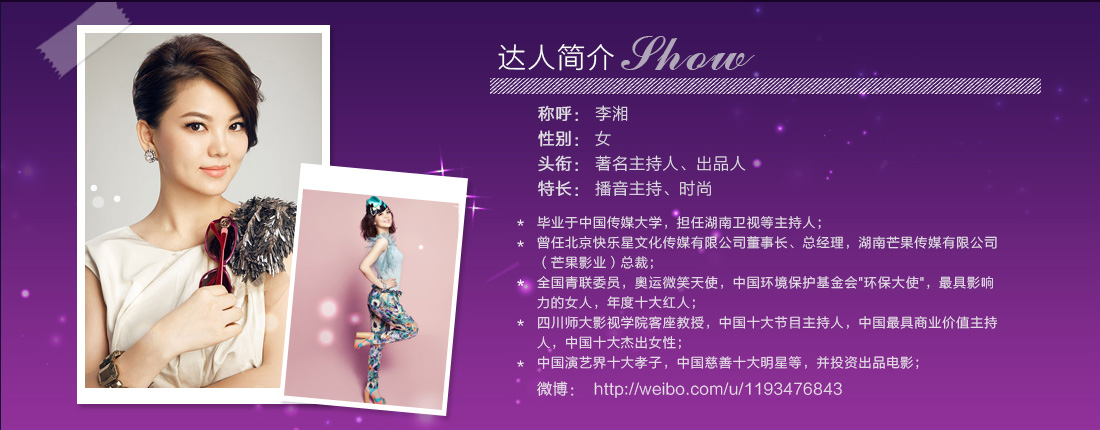 达人简介 Show
称呼： 李湘
性别： 女
头衔： 著名主持人、出品人
特长： 播音主持、时尚
* 毕业于中国传媒大学，担任湖南卫视等主持人；
* 曾任北京快乐星文化传媒有限公司董事长、总经理，湖南芒果传媒有限公司
（芒果影业）总裁；
* 全国青联委员，奥运微笑天使，中国环境保护基金会"环保大使"，最具影响
力的女人，年度十大红人；
* 四川师大影视学院客座教授，中国十大节目主持人，中国最具商业价值主持
人，中国十大杰出女性；
* 中国演艺界十大孝子，中国慈善十大明星等，并投资出品电影；
微博： http://weibo.com/u/1193476843